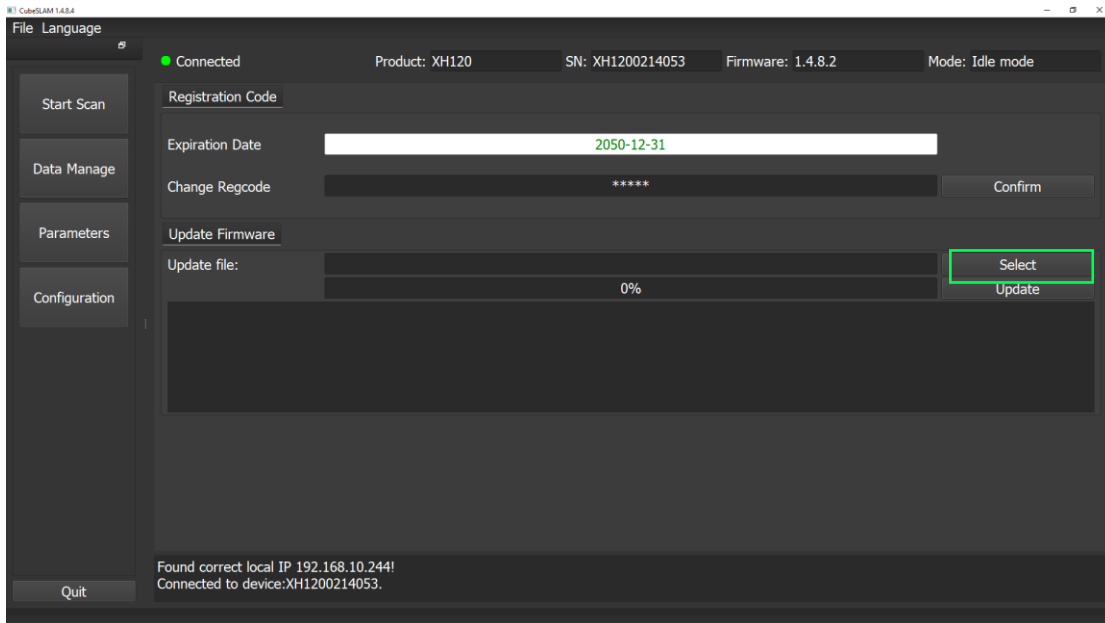 CubeSLAM 1.4.8.4
File Language
Connected Product: XH120 SN: XH1200214053 Firmware: 1.4.8.2 Mode: Idle mode
Start Scan
Data Manage
Parameters
Configuration
Quit
Registration Code
Expiration Date 2050-12-31
Change Regcode ***** Confirm
Update Firmware
Update file: Select
0% Update
Found correct local IP 192.168.10.244!
Connected to device:XH1200214053.